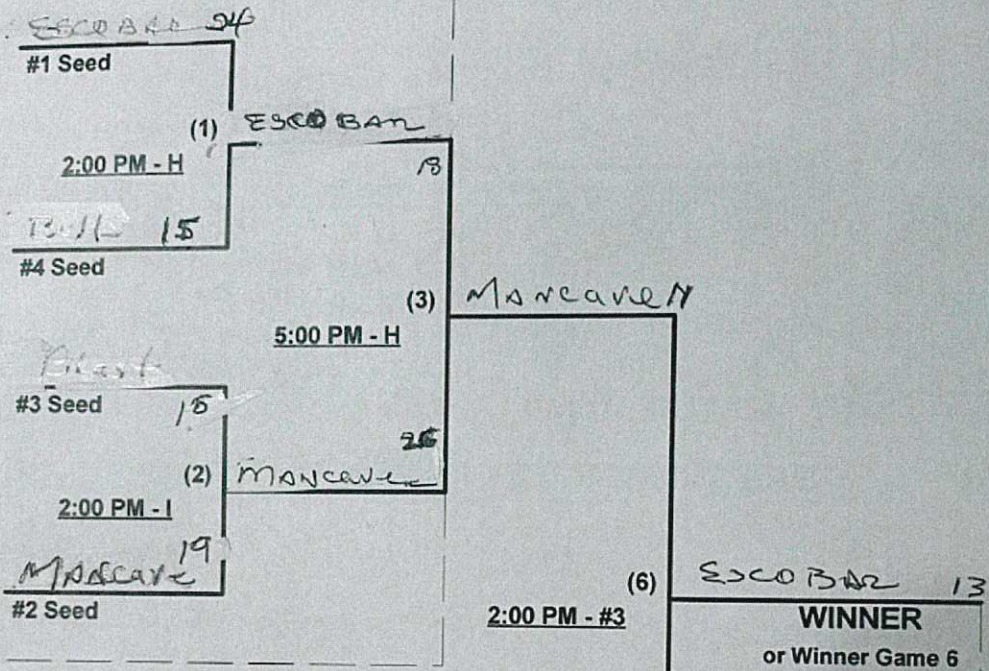 ESCOBAR 24
#1 Seed
(1) ESCOBAR
2:00 PM - H
18
15
#4 Seed
(3) MANCAVE
5:00 PM - H
#3 Seed
15
(2) MANCAVE
2:00 PM - I
19
MANCAVE
#2 Seed
(6) ESCOBAR 13
2:00 PM - #3
WINNER
or Winner Game 6